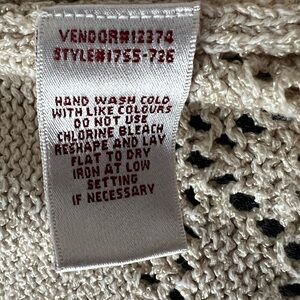 VENDOR#12374
STYLE#1755-726
HAND WASH COLD
WITH LIKE COLOURS
DO NOT USE
CHLORINE BLEACH
RESHAPE AND LAY
FLAT TO DRY
IRON AT LOW
SETTING
IF NECESSARY